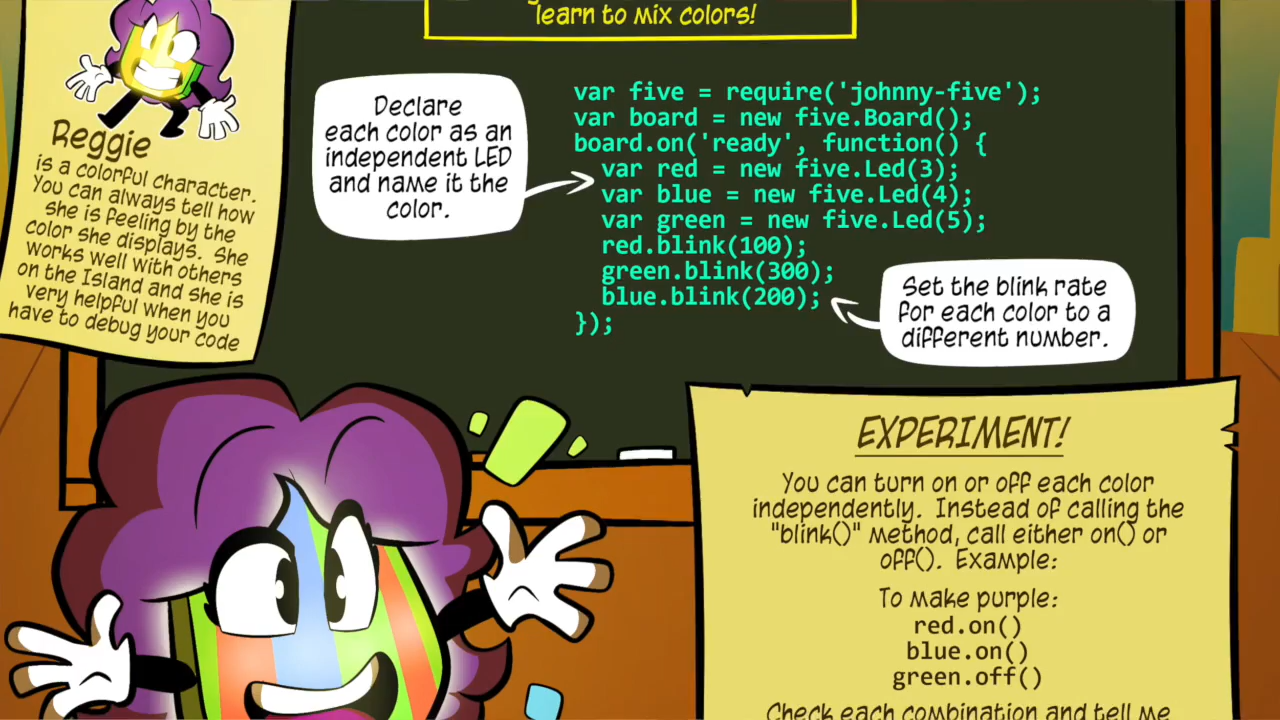 learn to mix colors!
Reggie
is a colorful character.
You can always tell how
she is feeling by the
color she displays. She
works well with others
on the Island and she is
very helpful when you
have to debug your code
Declare
each color as an
independent LED
and name it the
color.
var five = require('johnny-five');
var board = new five.Board();
board.on('ready', function() {
  var red = new five.Led(3);
  var blue = new five.Led(4);
  var green = new five.Led(5);
  red.blink(100);
  green.blink(300);
  blue.blink(200);
});
Set the blink rate
for each color to a
different number.
EXPERIMENT!
You can turn on or off each color
independently. Instead of calling the
"blink()" method, call either on() or
off(). Example:
To make purple:
red.on()
blue.on()
green.off()
Check each combination and tell me